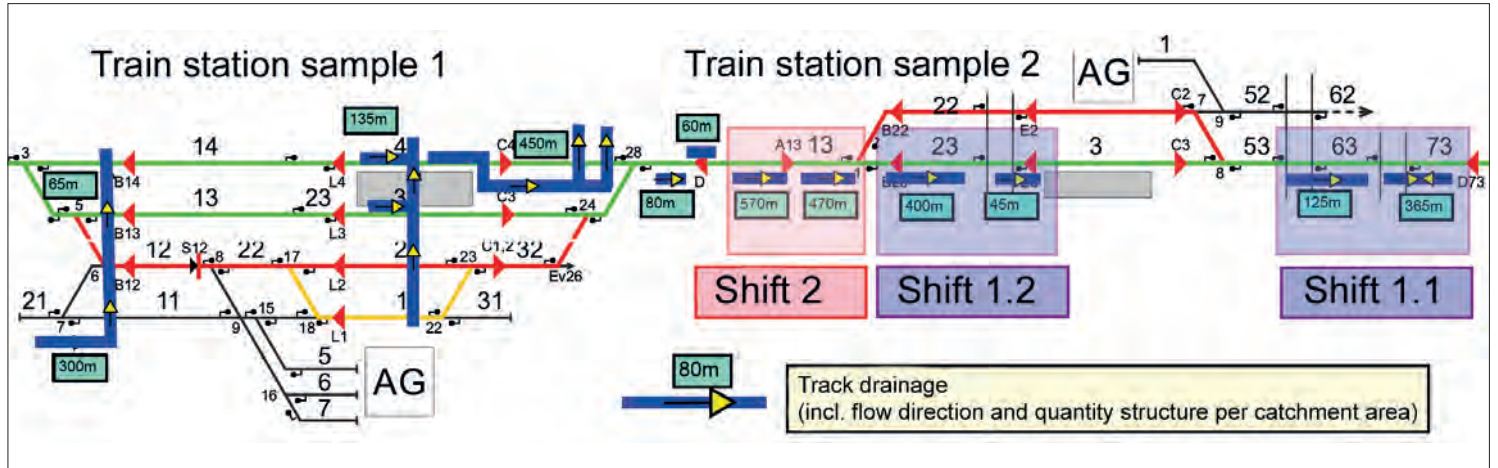 Train station sample 1
Train station sample 2
1
AG
135m
450m
60m
C2
7
52
62
22
B22
E2
9
3
14
4
C4
28
A13
13
23
3
C3
53
63
73
65m
B14
L4
D
1
8
D73
5
13
23
3
C3
24
80m
570m
470m
400m
45m
125m
365m
B13
L3
12
S12
8
22
17
2
23
C1,2
32
6
B12
L2
Ev26
21
11
15
1
31
7
9
18
L1
22
Shift 2
Shift 1.2
Shift 1.1
300m
5
AG
6
16
7
80m
Track drainage
(incl. flow direction and quantity structure per catchment area)